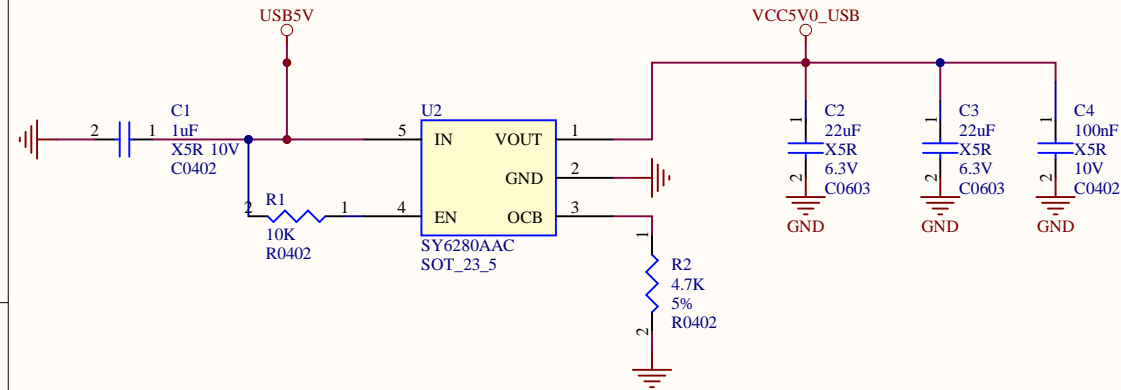 USB5V
VCC5V0_USB
C1
1uF
X5R 10V
C0402
2
1
U2
5
IN
VOUT
1
GND
2
4
EN
OCB
3
SY6280AAC
SOT_23_5
2
R1
1
10K
R0402
1
R2
4.7K
5%
R0402
2
C2
22uF
X5R
6.3V
C0603
1
2
GND
C3
22uF
X5R
6.3V
C0603
1
2
GND
C4
100nF
X5R
10V
C0402
1
2
GND